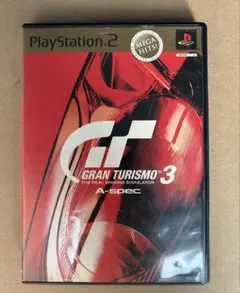 PlayStation 2
MEGA
HITS!
GT
GRAN TURISMO 3
THE REAL DRIVING SIMULATOR
A-spec